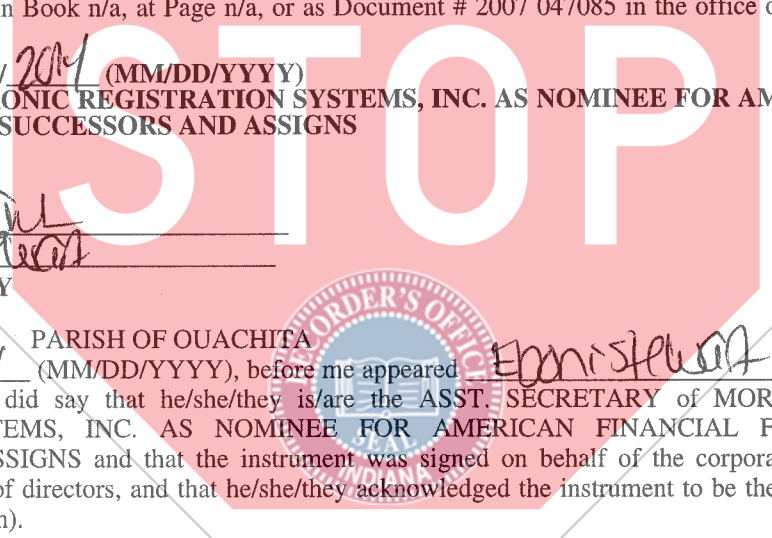 n Book n/a, at Page n/a, or as Document # 2007 047085 in the office o
STOP
/ 2014 (MM/DD/YYYY)
ONIC REGISTRATION SYSTEMS, INC. AS NOMINEE FOR AM
SUCCESSORS AND ASSIGNS
Y
RECORDER'S OFFICE
SEAL
INDIANA
PARISH OF OUACHITA
(MM/DD/YYYY), before me appeared Eboni Stewart
did say that he/she/they is/are the ASST. SECRETARY of MOR
TEMS, INC. AS NOMINEE FOR AMERICAN FINANCIAL F
SSIGNS and that the instrument was signed on behalf of the corpora
of directors, and that he/she/they acknowledged the instrument to be the
n).